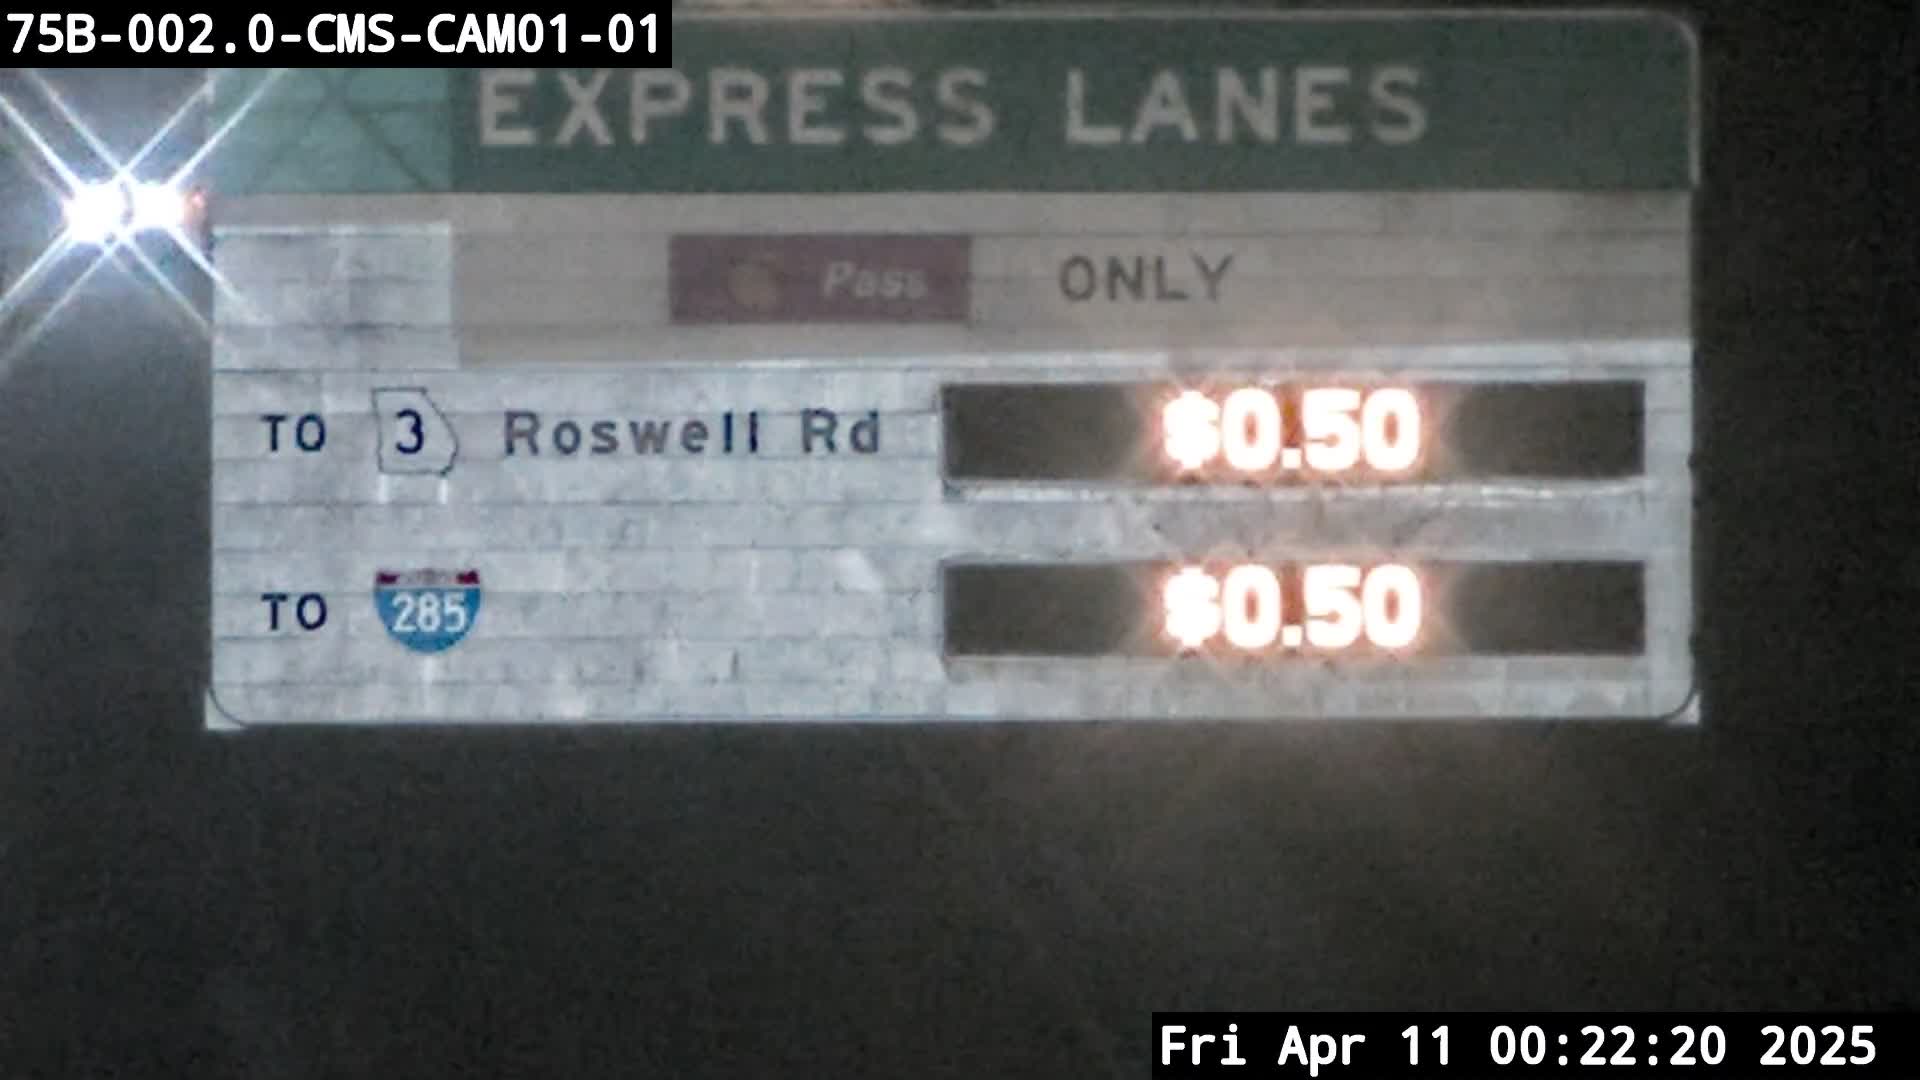 75B-002.0-CMS-CAM01-01
EXPRESS LANES
Pass ONLY
TO 3 Roswell Rd $0.50
TO 285 $0.50
Fri Apr 11 00:22:20 2025